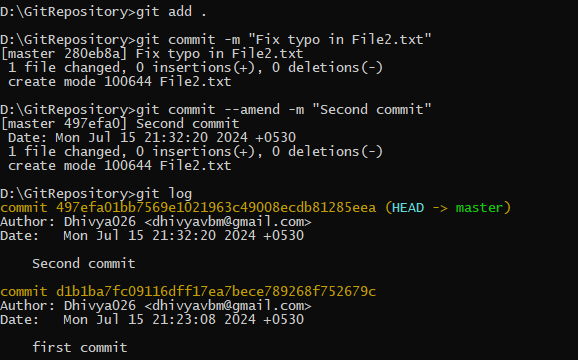 D:\GitRepository>git add .
D:\GitRepository>git commit -m "Fix typo in File2.txt"
[master 280eb8a] Fix typo in File2.txt
 1 file changed, 0 insertions(+), 0 deletions(-)
 create mode 100644 File2.txt
D:\GitRepository>git commit --amend -m "Second commit"
[master 497efa0] Second commit
 Date: Mon Jul 15 21:32:20 2024 +0530
 1 file changed, 0 insertions(+), 0 deletions(-)
 create mode 100644 File2.txt
D:\GitRepository>git log
commit 497efa01bb7569e1021963c49008ecdb81285eea (HEAD -> master)
Author: Dhivya026 <dhivyavbm@gmail.com>
Date:   Mon Jul 15 21:32:20 2024 +0530
    Second commit
commit d1b1ba7fc09116dff17ea7bece789268f752679c
Author: Dhivya026 <dhivyavbm@gmail.com>
Date:   Mon Jul 15 21:23:08 2024 +0530
    first commit